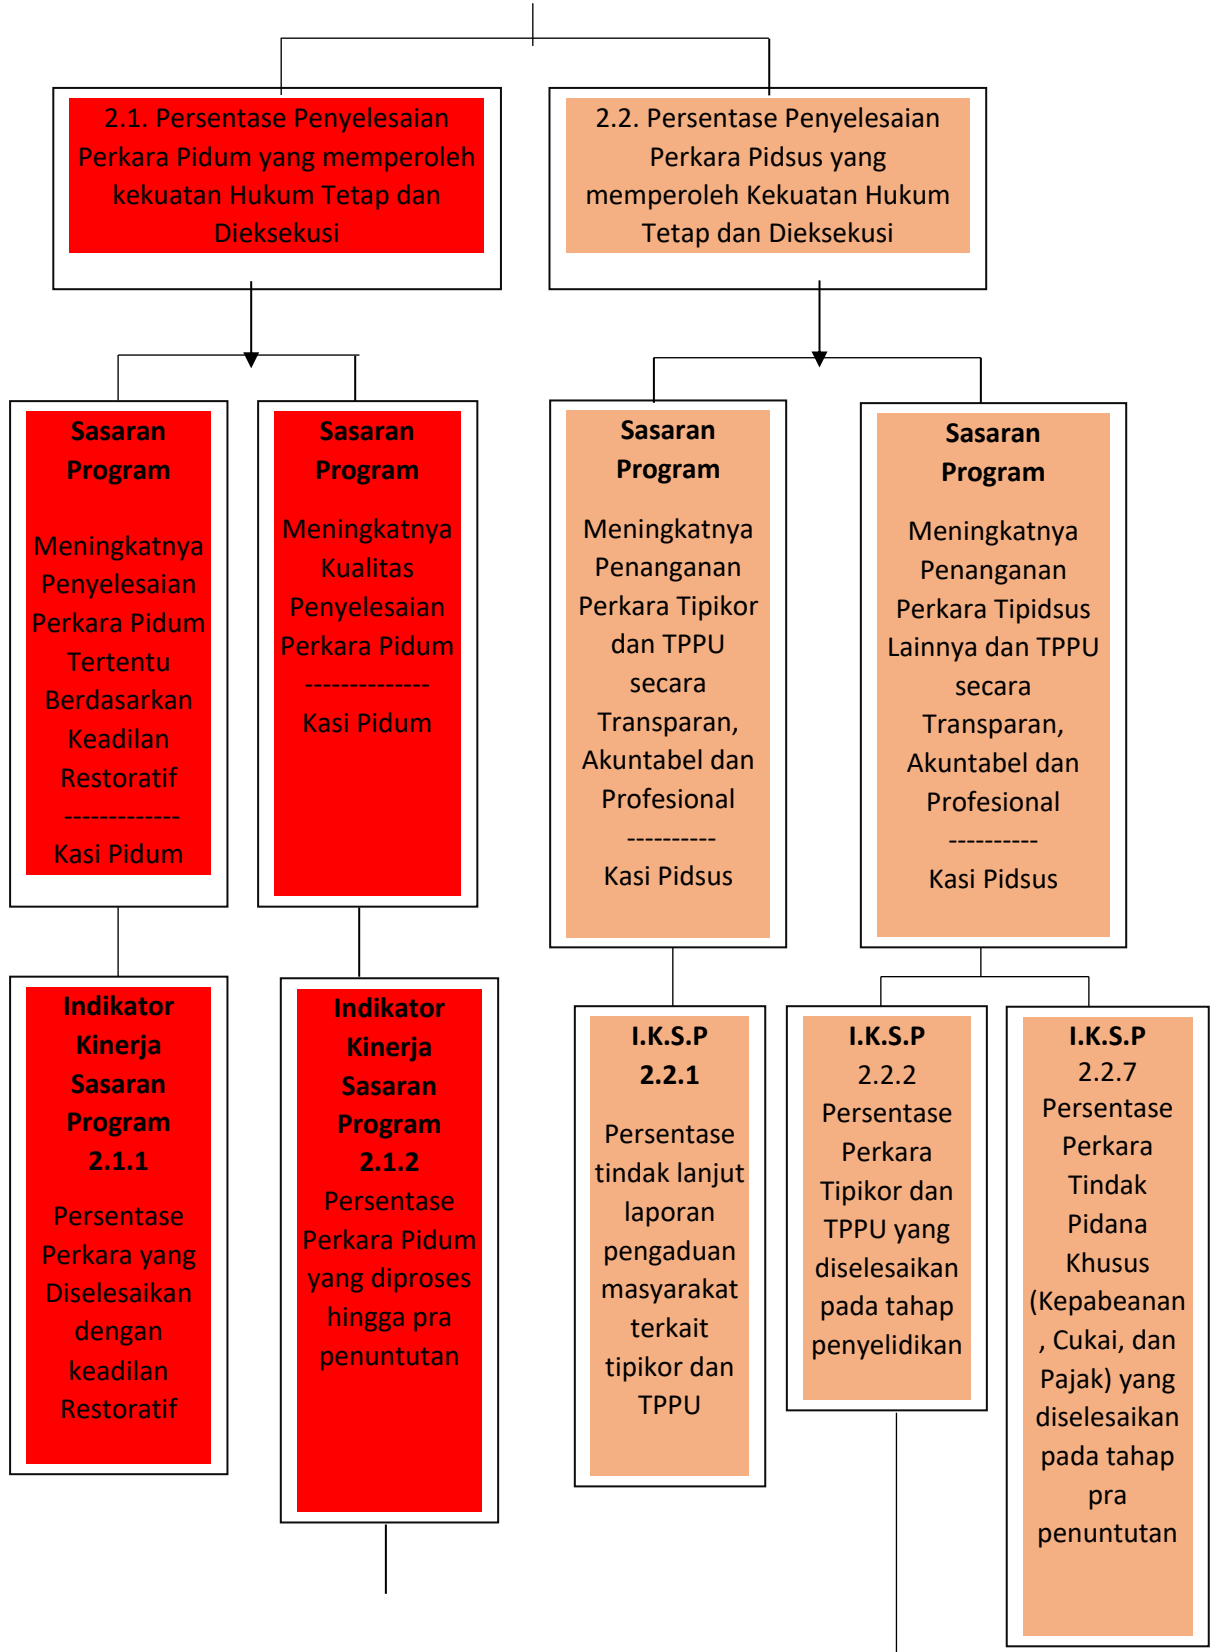 2.1. Persentase Penyelesaian
Perkara Pidum yang memperoleh
kekuatan Hukum Tetap dan
Dieksekusi
2.2. Persentase Penyelesaian
Perkara Pidsus yang
memperoleh Kekuatan Hukum
Tetap dan Dieksekusi
Sasaran
Program
Meningkatnya
Penyelesaian
Perkara Pidum
Tertentu
Berdasarkan
Keadilan
Restoratif
-------------
Kasi Pidum
Sasaran
Program
Meningkatnya
Kualitas
Penyelesaian
Perkara Pidum
--------------
Kasi Pidum
Sasaran
Program
Meningkatnya
Penanganan
Perkara Tipikor
dan TPPU
secara
Transparan,
Akuntabel dan
Profesional
----------
Kasi Pidsus
Sasaran
Program
Meningkatnya
Penanganan
Perkara Tipidsus
Lainnya dan TPPU
secara
Transparan,
Akuntabel dan
Profesional
----------
Kasi Pidsus
Indikator
Kinerja
Sasaran
Program
2.1.1
Persentase
Perkara yang
Diselesaikan
dengan
keadilan
Restoratif
Indikator
Kinerja
Sasaran
Program
2.1.2
Persentase
Perkara Pidum
yang diproses
hingga pra
penuntutan
I.K.S.P
2.2.1
Persentase
tindak lanjut
laporan
pengaduan
masyarakat
terkait
tipikor dan
TPPU
I.K.S.P
2.2.2
Persentase
Perkara
Tipikor dan
TPPU yang
diselesaikan
pada tahap
penyelidikan
I.K.S.P
2.2.7
Persentase
Perkara
Tindak
Pidana
Khusus
(Kepabeanan
, Cukai, dan
Pajak) yang
diselesaikan
pada tahap
pra
penuntutan